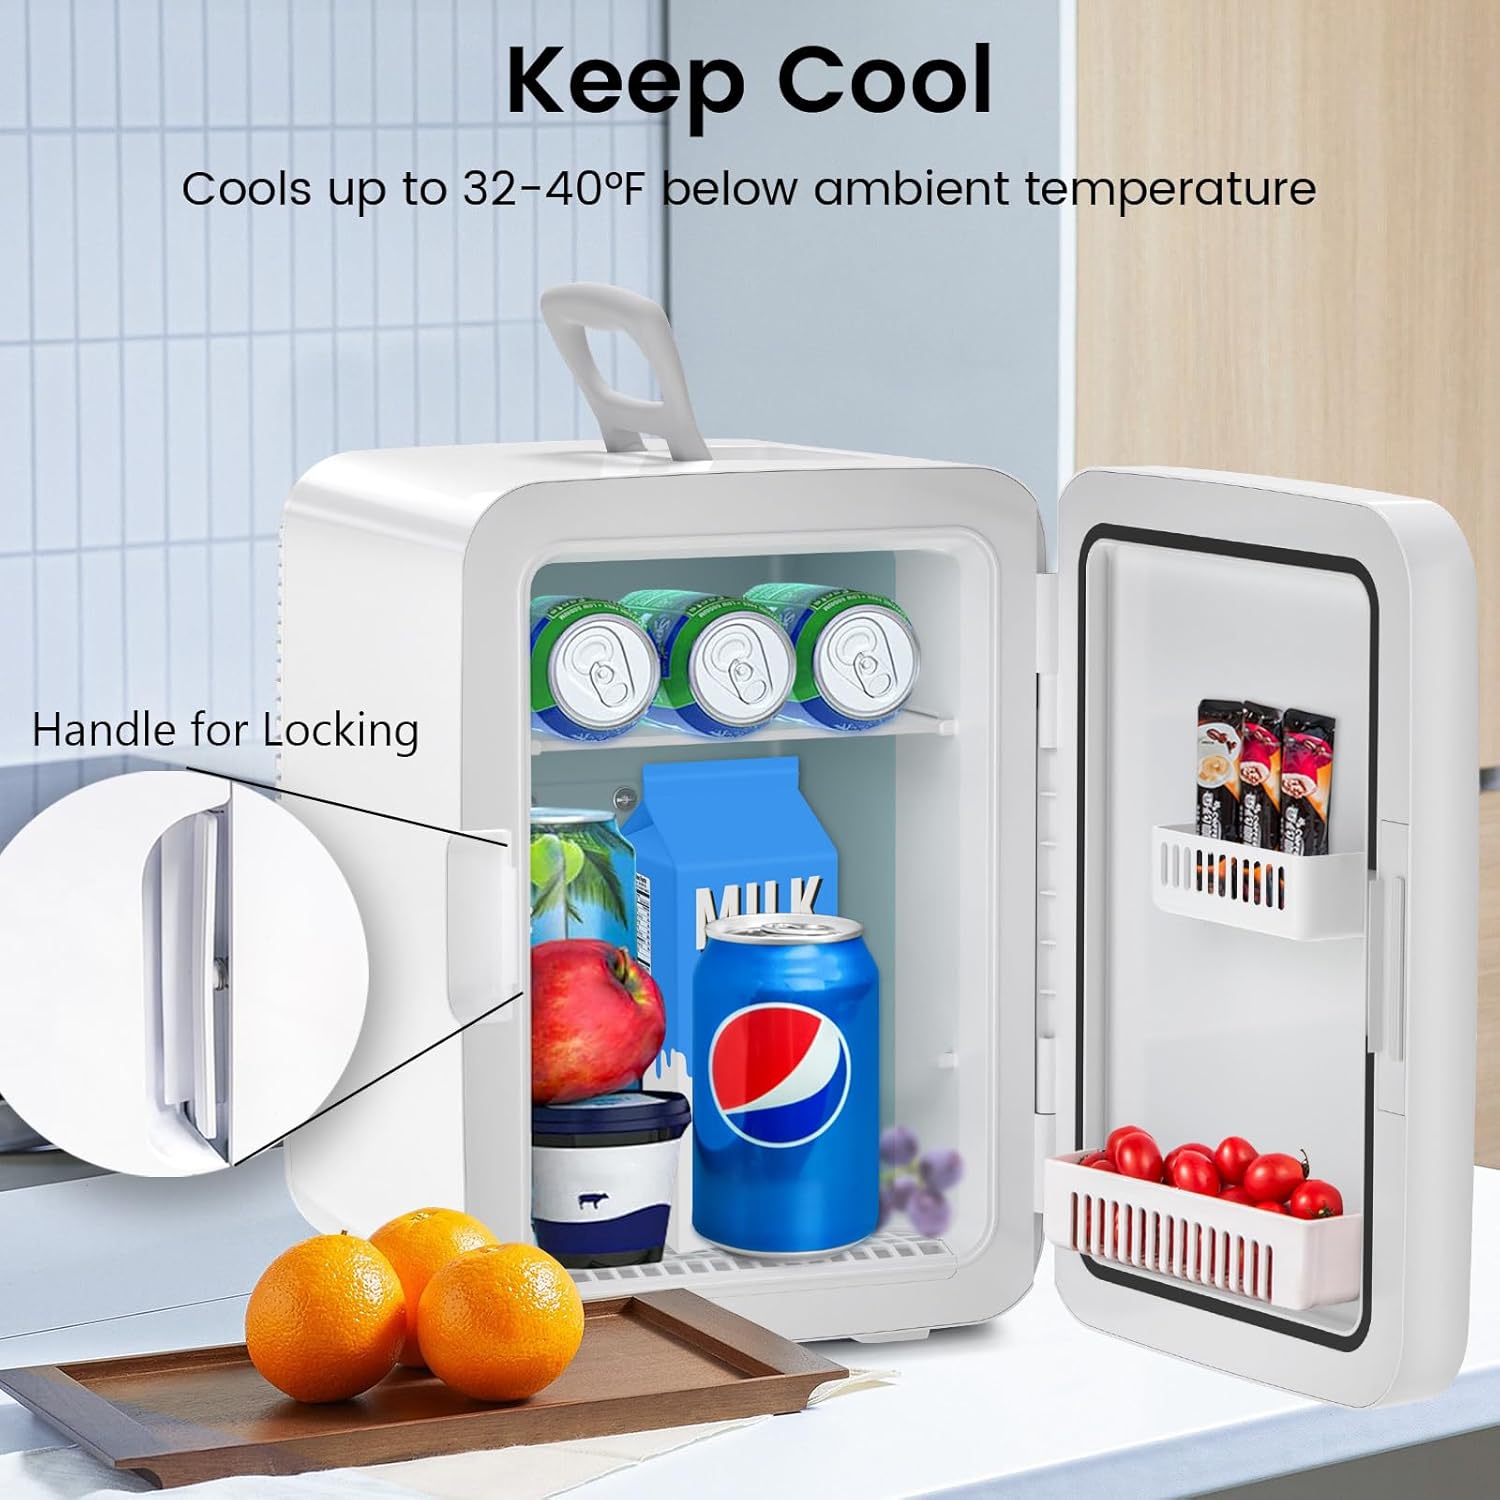 Keep Cool
Cools up to 32-40°F below ambient temperature
Handle for Locking
MILK